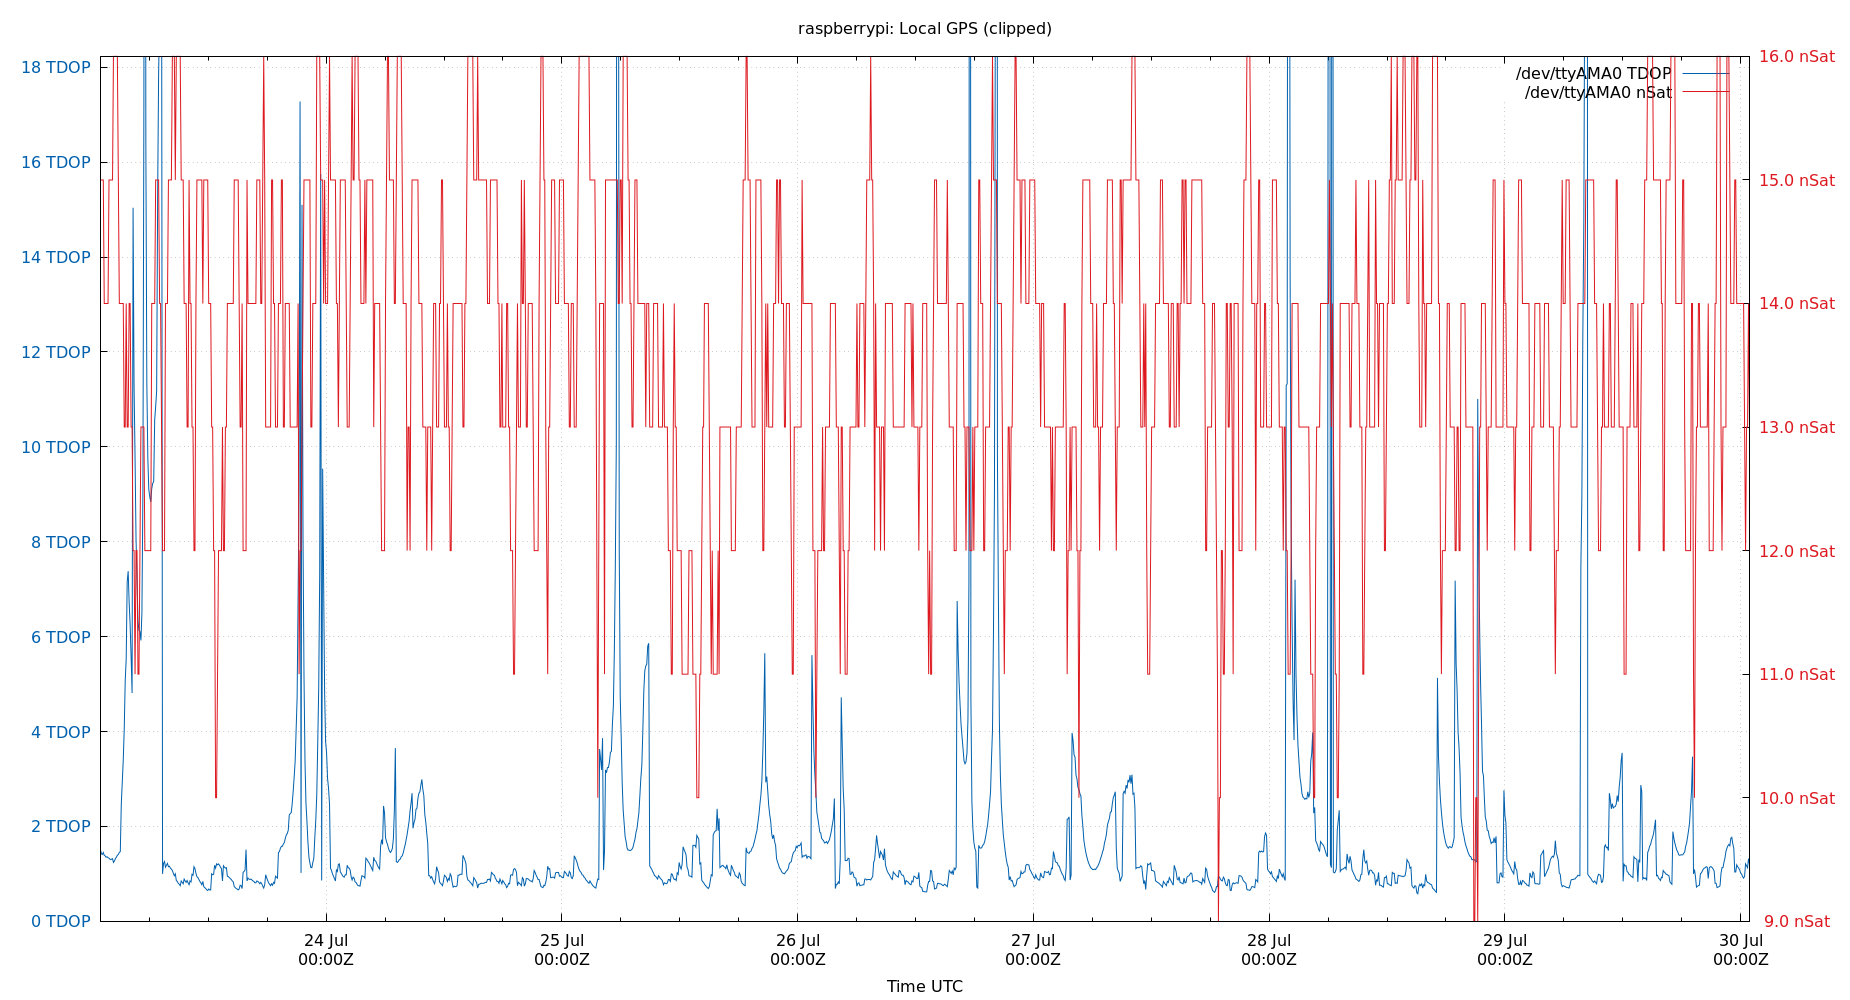 raspberrypi: Local GPS (clipped)
18 TDOP
16 TDOP
14 TDOP
12 TDOP
10 TDOP
8 TDOP
6 TDOP
4 TDOP
2 TDOP
0 TDOP
16.0 nSat
15.0 nSat
14.0 nSat
13.0 nSat
12.0 nSat
11.0 nSat
10.0 nSat
9.0 nSat
/dev/ttyAMA0 TDOP
/dev/ttyAMA0 nSat
24 Jul 25 Jul 26 Jul 27 Jul 28 Jul 29 Jul 30 Jul
00:00Z 00:00Z 00:00Z 00:00Z 00:00Z 00:00Z 00:00Z
Time UTC